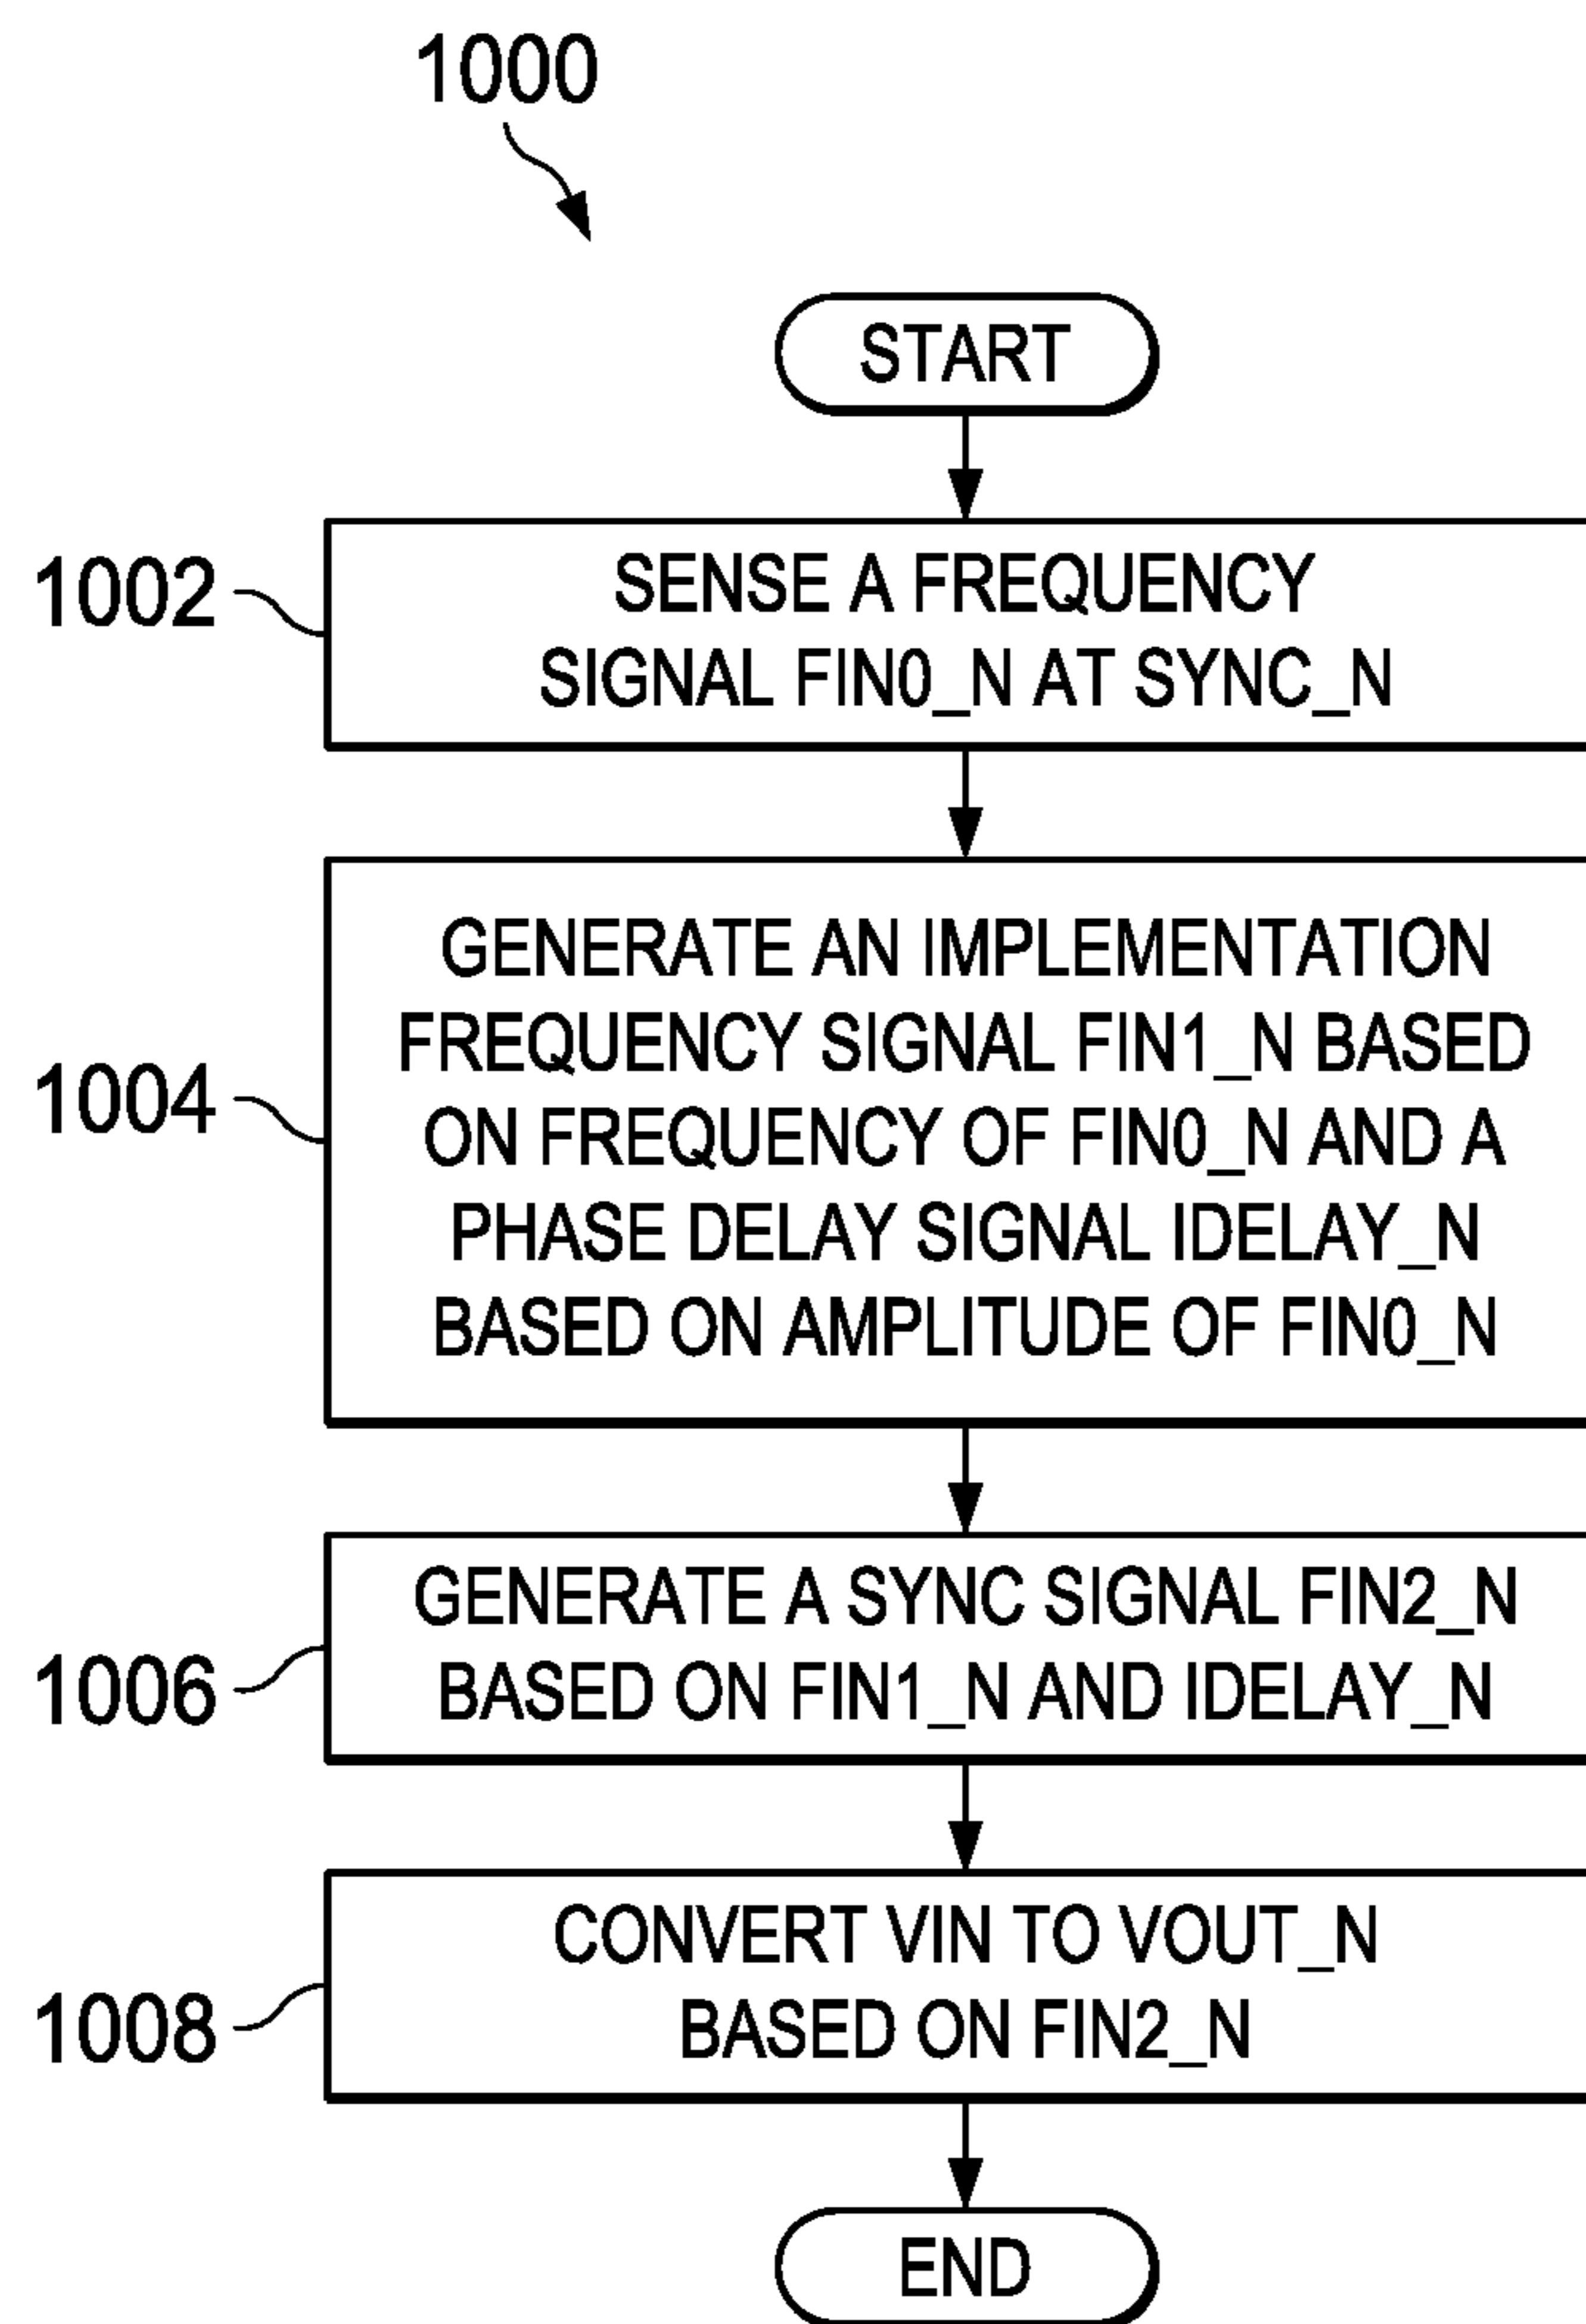 1000
START
1002
SENSE A FREQUENCY
SIGNAL FIN0_N AT SYNC_N
1004
GENERATE AN IMPLEMENTATION
FREQUENCY SIGNAL FIN1_N BASED
ON FREQUENCY OF FIN0_N AND A
PHASE DELAY SIGNAL IDELAY_N
BASED ON AMPLITUDE OF FIN0_N
1006
GENERATE A SYNC SIGNAL FIN2_N
BASED ON FIN1_N AND IDELAY_N
1008
CONVERT VIN TO VOUT_N
BASED ON FIN2_N
END